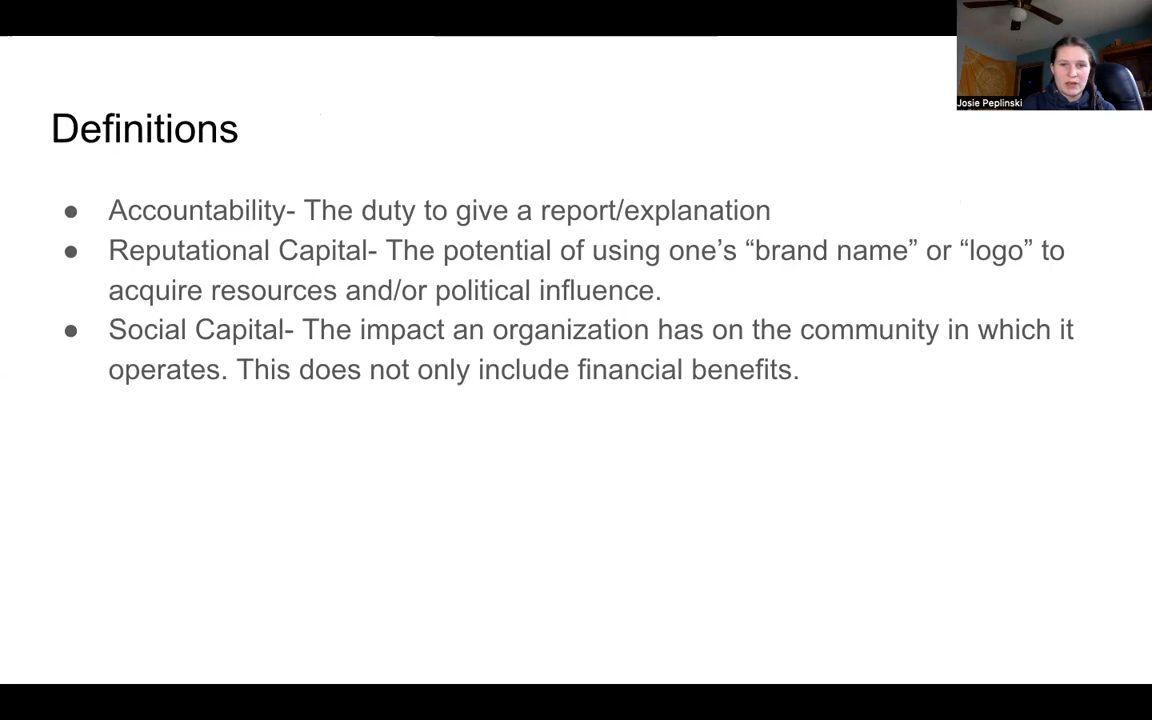 Josie Peplinski
Definitions
● Accountability- The duty to give a report/explanation
● Reputational Capital- The potential of using one’s “brand name” or “logo” to
acquire resources and/or political influence.
● Social Capital- The impact an organization has on the community in which it
operates. This does not only include financial benefits.